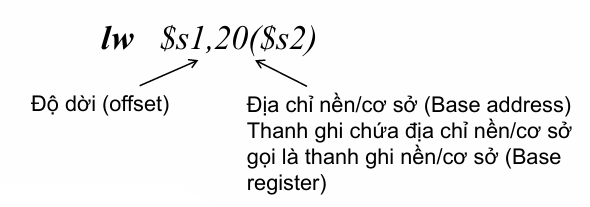 lw $s1,20($s2)
Độ dời (offset)
Địa chỉ nền/cơ sở (Base address)
Thanh ghi chứa địa chỉ nền/cơ sở
gọi là thanh ghi nền/cơ sở (Base
register)